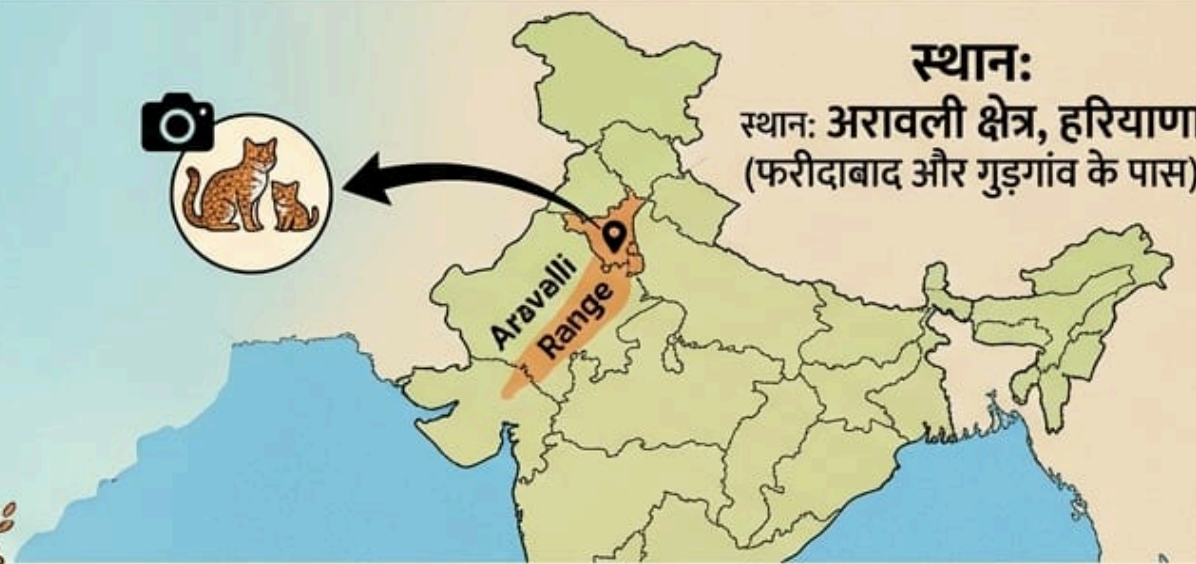 स्थान:
स्थान: अरावली क्षेत्र, हरियाणा
(फरीदाबाद और गुड़गांव के पास)
Aravalli
Range